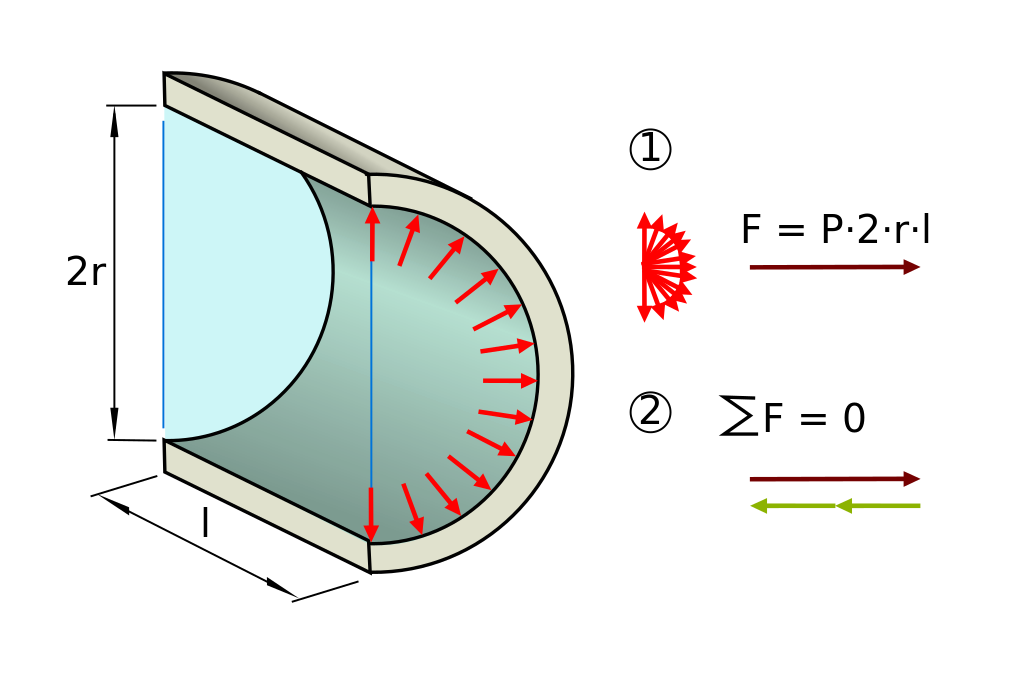 ①
F = P·2·r·l
2r
②
∑F = 0
l